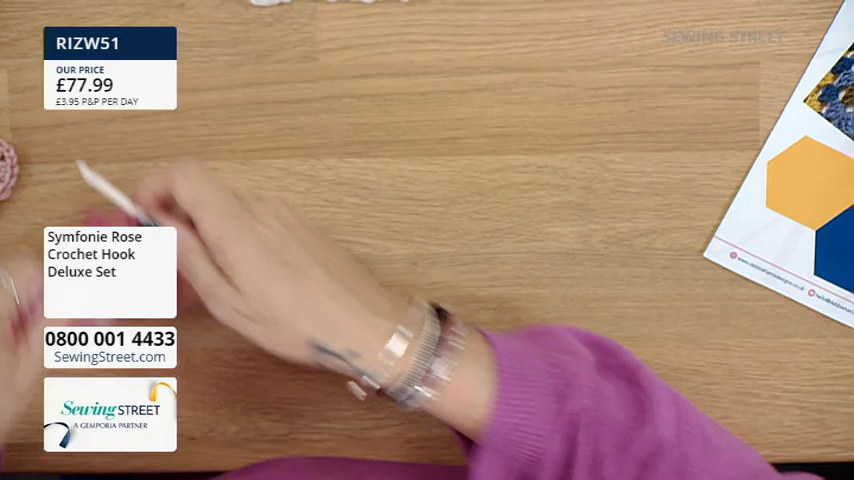 RIZW51
OUR PRICE
£77.99
£3.95 P&P PER DAY
SEWING STREET
Symfonie Rose
Crochet Hook
Deluxe Set
0800 001 4433
SewingStreet.com
Sewing STREET
A GEMPORIA PARTNER